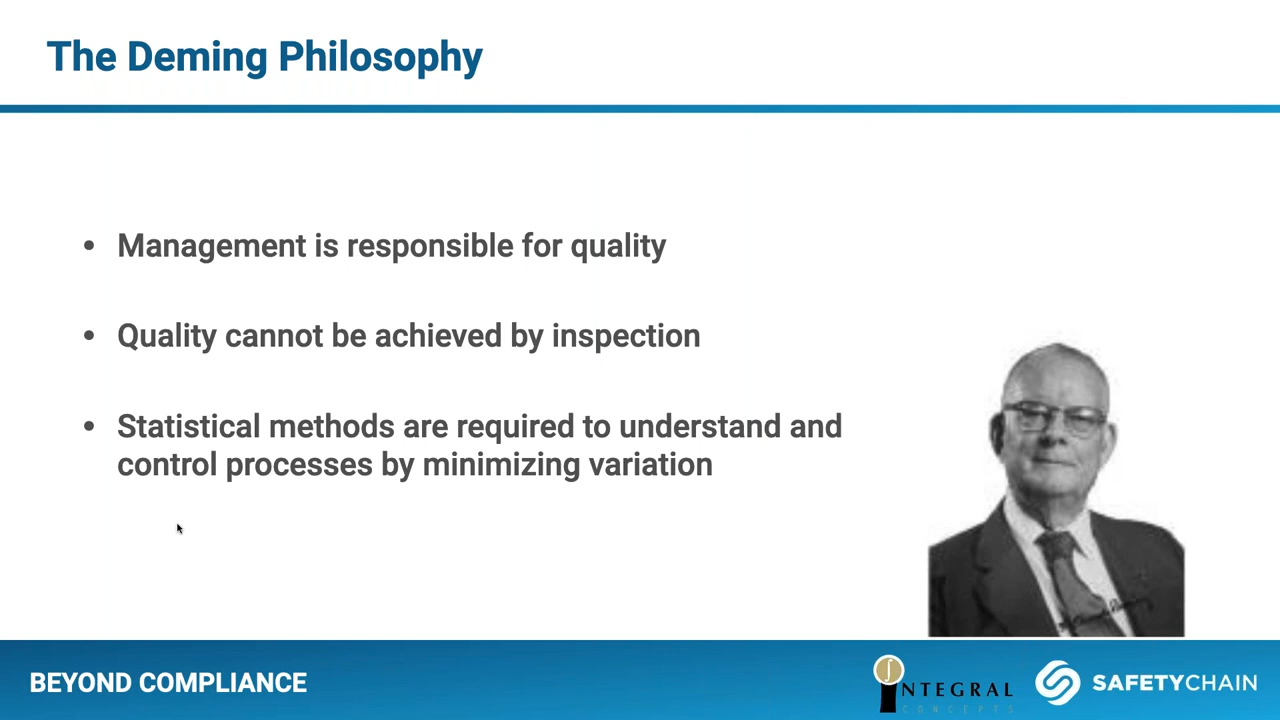 The Deming Philosophy
• Management is responsible for quality
• Quality cannot be achieved by inspection
• Statistical methods are required to understand and
control processes by minimizing variation
BEYOND COMPLIANCE
INTEGRAL
CONCEPTS
SAFETYCHAIN